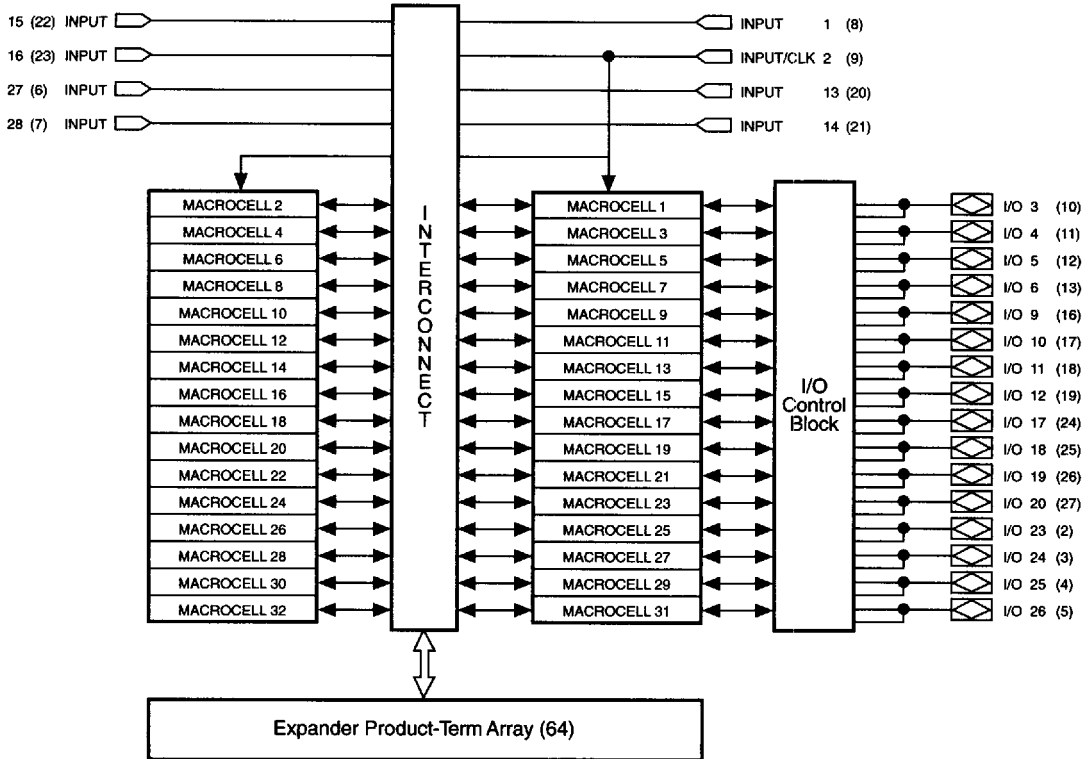 15 (22) INPUT
INPUT 1 (8)
16 (23) INPUT
INPUT/CLK 2 (9)
27 (6) INPUT
INPUT 13 (20)
28 (7) INPUT
INPUT 14 (21)
INTERCONNECT
MACROCELL 2
MACROCELL 4
MACROCELL 6
MACROCELL 8
MACROCELL 10
MACROCELL 12
MACROCELL 14
MACROCELL 16
MACROCELL 18
MACROCELL 20
MACROCELL 22
MACROCELL 24
MACROCELL 26
MACROCELL 28
MACROCELL 30
MACROCELL 32
MACROCELL 1
MACROCELL 3
MACROCELL 5
MACROCELL 7
MACROCELL 9
MACROCELL 11
MACROCELL 13
MACROCELL 15
MACROCELL 17
MACROCELL 19
MACROCELL 21
MACROCELL 23
MACROCELL 25
MACROCELL 27
MACROCELL 29
MACROCELL 31
I/O
Control
Block
I/O 3 (10)
I/O 4 (11)
I/O 5 (12)
I/O 6 (13)
I/O 9 (16)
I/O 10 (17)
I/O 11 (18)
I/O 12 (19)
I/O 17 (24)
I/O 18 (25)
I/O 19 (26)
I/O 20 (27)
I/O 23 (2)
I/O 24 (3)
I/O 25 (4)
I/O 26 (5)
Expander Product-Term Array (64)